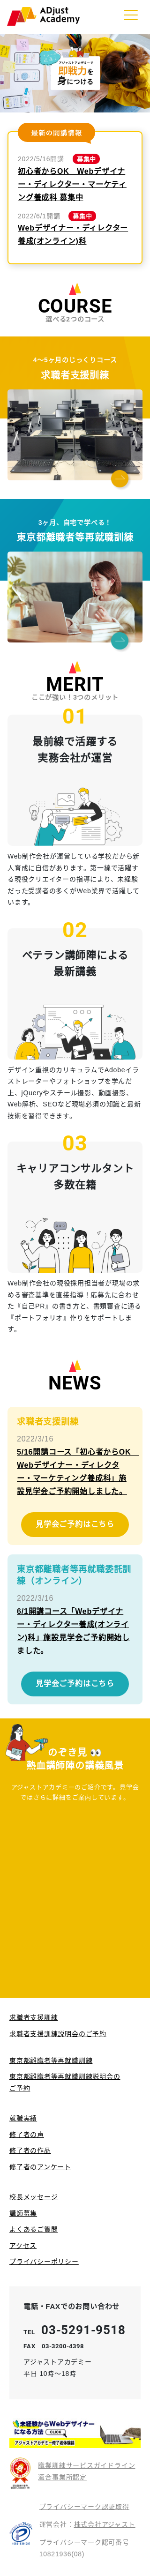 ADjust
Academy
アジャストアカデミーで
即戦力を
身につける
最新の開講情報
2022/5/16開講 募集中
初心者からOK　Webデザイナ
ー・ディレクター・マーケティ
ング養成科 募集中
2022/6/1開講 募集中
Webデザイナー・ディレクター
養成(オンライン)科
COURSE
選べる2つのコース
4〜5ヶ月のじっくりコース
求職者支援訓練
3ヶ月、自宅で学べる！
東京都離職者等再就職訓練
MERIT
ここが強い！3つのメリット
01
最前線で活躍する
実務会社が運営
Web制作会社が運営している学校だから新
人育成に自信があります。第一線で活躍す
る現役クリエイターの指導により、未経験
だった受講者の多くがWeb業界で活躍して
います。
02
ベテラン講師陣による
最新講義
デザイン重視のカリキュラムでAdobeイラ
ストレーターやフォトショップを学んだ
上、jQueryやスチール撮影、動画撮影、
Web解析、SEOなど現場必須の知識と最新
技術を習得できます。
03
キャリアコンサルタント
多数在籍
Web制作会社の現役採用担当者が現場の求
める審査基準を直接指導！応募先に合わせ
た『自己PR』の書き方と、書類審査に通る
『ポートフォリオ』作りをサポートしま
す。
NEWS
求職者支援訓練
2022/3/16
5/16開講コース「初心者からOK　
Webデザイナー・ディレクタ
ー・マーケティング養成科」施
設見学会ご予約開始しました。
見学会ご予約はこちら
東京都離職者等再就職委託訓
練（オンライン）
2022/3/16
6/1開講コース「Webデザイナ
ー・ディレクター養成(オンライ
ン)科」施設見学会ご予約開始し
ました。
見学会ご予約はこちら
のぞき見 👀
熱血講師陣の講義風景
アジャストアカデミーのご紹介です。見学会
ではさらに詳細をご案内しています。
求職者支援訓練
求職者支援訓練説明会のご予約
東京都離職者等再就職訓練
東京都離職者等再就職訓練説明会の
ご予約
就職実績
修了者の声
修了者の作品
修了者のアンケート
校長メッセージ
講師募集
よくあるご質問
アクセス
プライバシーポリシー
電話・FAXでのお問い合わせ
TEL 03-5291-9518
FAX 03-3200-4398
アジャストアカデミー
平日 10時〜18時
未経験からWebデザイナー
になる方法 CLICK
アジャストアカデミー修了者体験談
職業訓練サービスガイドライン
適合事業所認定
プライバシーマーク認証取得
運営会社：株式会社アジャスト
プライバシーマーク認可番号
10821936(08)